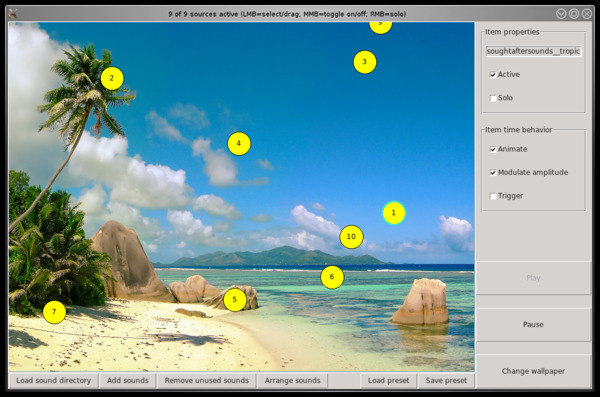 9 of 9 sources active (LMB=select/drag; MMB=toggle on/off; RMB=solo)
Item properties
soughtaftersounds__tropic
Active
Solo
Item time behavior
Animate
Modulate amplitude
Trigger
Play
Pause
Change wallpaper
3
2
4
1
10
6
5
7
Load sound directory
Add sounds
Remove unused sounds
Arrange sounds
Load preset
Save preset